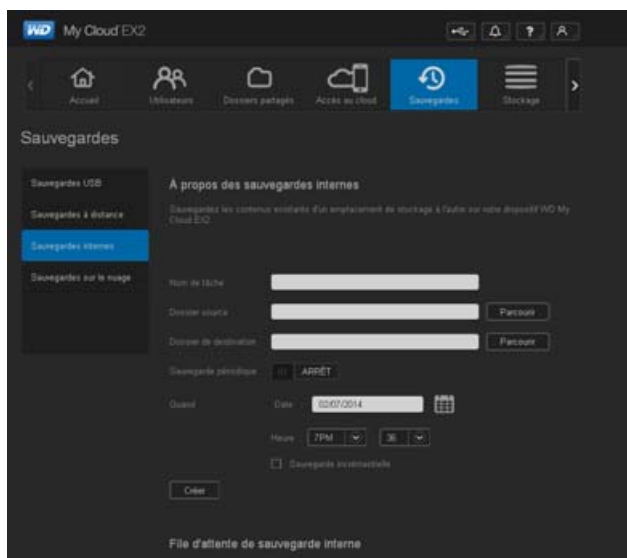 WD My Cloud EX2
?
Accueil
Utilisateurs
Dossiers partagés
Accès au cloud
Sauvegardes
Stockage
Sauvegardes
Sauvegardes USB
Sauvegardes à distance
Sauvegardes internes
Sauvegardes sur le nuage
À propos des sauvegardes internes
Sauvegardez les contenus existants d'un emplacement de stockage à l'autre sur votre dispositif WD My
Cloud EX2.
Nom de tâche
Dossier source
Parcourir
Dossier de destination
Parcourir
Sauvegarde périodique
ARRÊT
Quand
Date
02/07/2014
Heure
7PM
36
Sauvegarde incrémentielle
Créer
File d'attente de sauvegarde interne